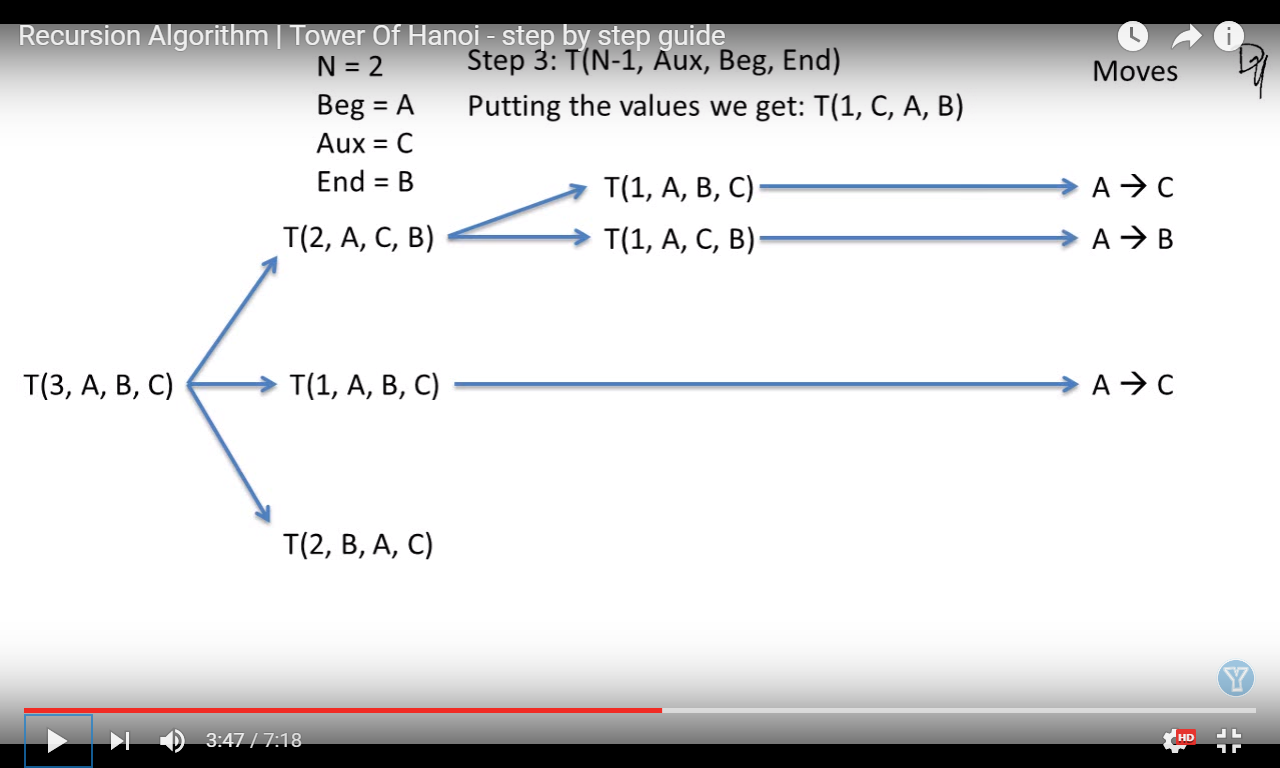 Recursion Algorithm | Tower Of Hanoi - step by step guide
N = 2
Beg = A
Aux = C
End = B
Step 3: T(N-1, Aux, Beg, End)
Putting the values we get: T(1, C, A, B)
Moves
T(1, A, B, C)
A → C
T(2, A, C, B)
T(1, A, C, B)
A → B
T(3, A, B, C)
T(1, A, B, C)
A → C
T(2, B, A, C)
Y
3:47 / 7:18
HD